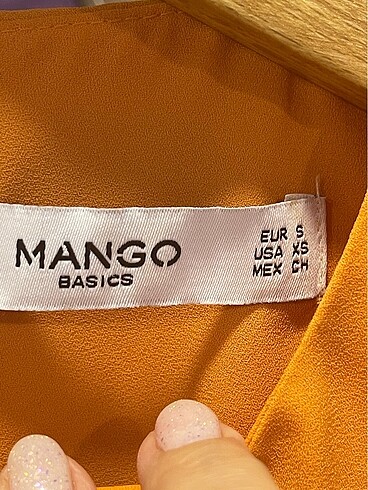 MANGO
BASICS
EUR S
USA XS
MEX CH